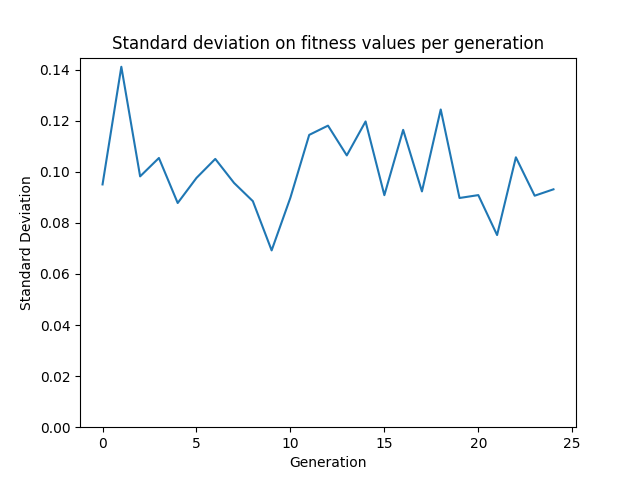 Standard deviation on fitness values per generation
0.14
0.12
0.10
0.08
0.06
0.04
0.02
0.00
Standard Deviation
0 5 10 15 20 25
Generation